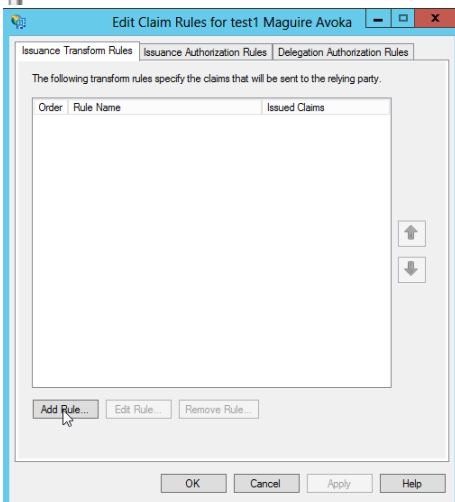 Edit Claim Rules for test1 Maguire Avoka
Issuance Transform Rules Issuance Authorization Rules Delegation Authorization Rules
The following transform rules specify the claims that will be sent to the relying party.
Order Rule Name Issued Claims
Add Rule... Edit Rule... Remove Rule...
OK Cancel Apply Help